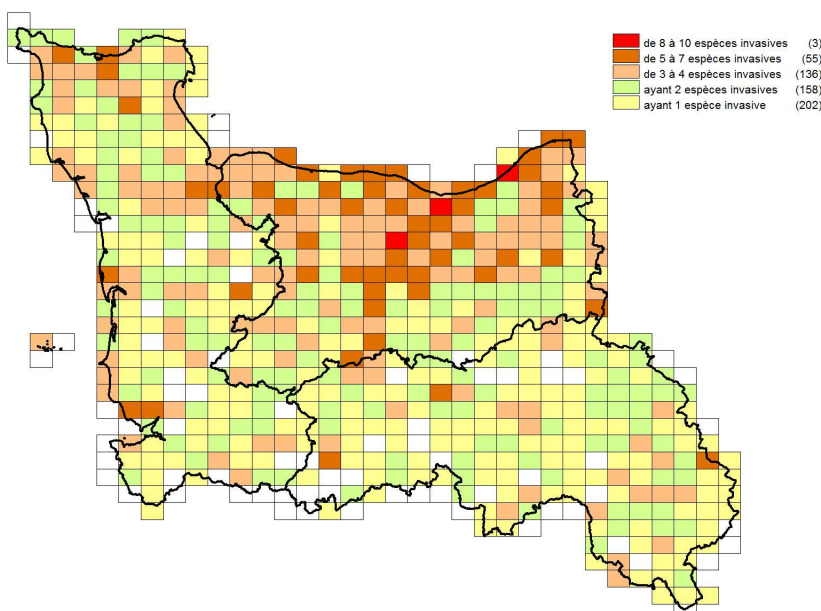 de 8 à 10 espèces invasives (3)
de 5 à 7 espèces invasives (55)
de 3 à 4 espèces invasives (136)
ayant 2 espèces invasives (158)
ayant 1 espèce invasive (202)